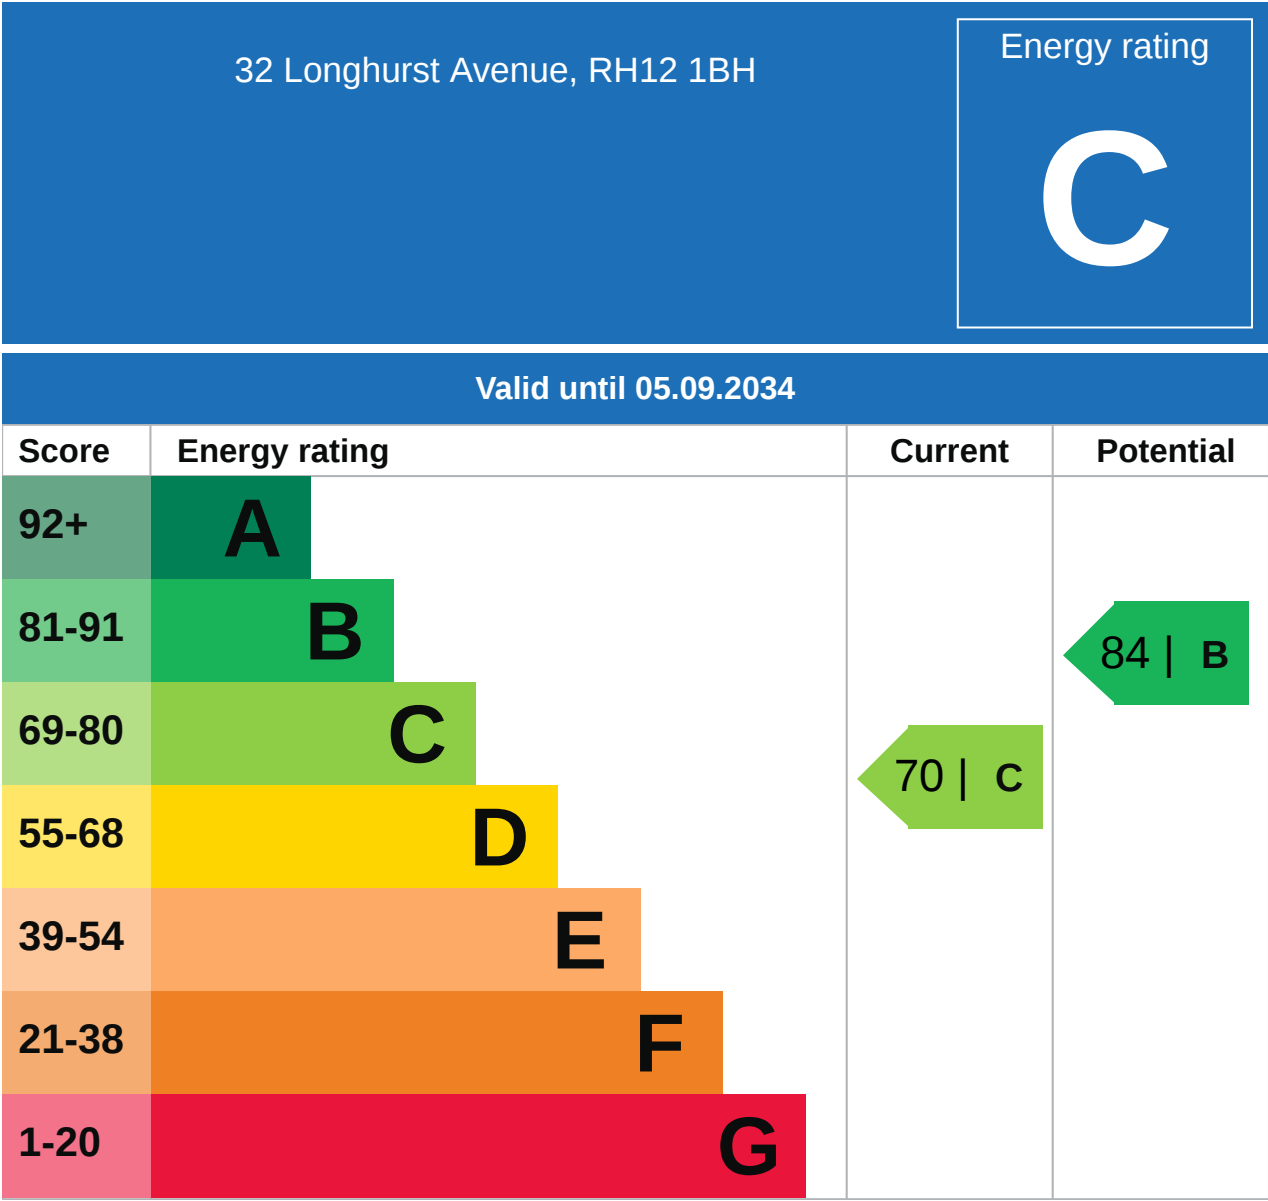 32 Longhurst Avenue, RH12 1BH
Energy rating
C
Valid until 05.09.2034
Score Energy rating Current Potential
92+ A
81-91 B
84 | B
69-80 C
70 | C
55-68 D
39-54 E
21-38 F
1-20 G